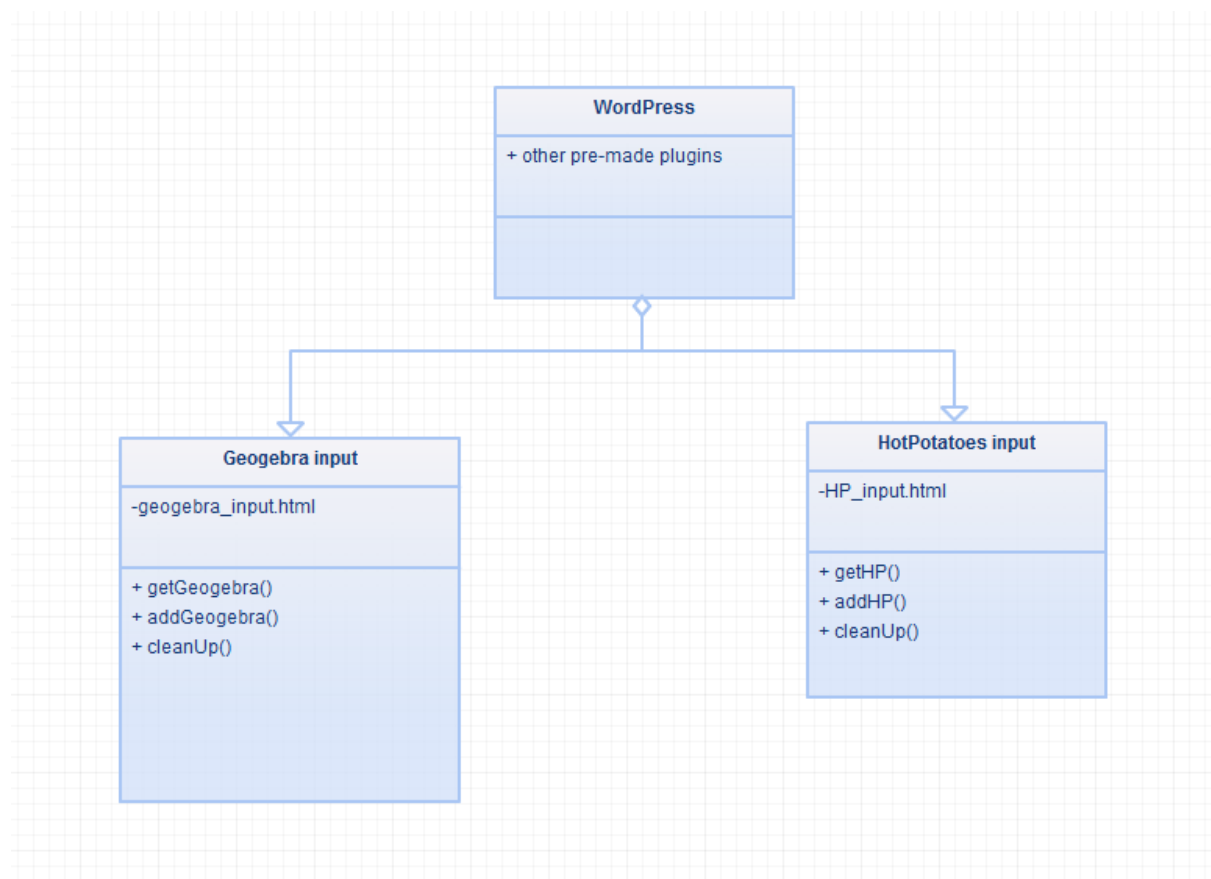 WordPress
+ other pre-made plugins
Geogebra input
-geogebra_input.html
+ getGeogebra()
+ addGeogebra()
+ cleanUp()
HotPotatoes input
-HP_input.html
+ getHP()
+ addHP()
+ cleanUp()